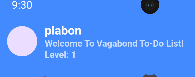 9:30
plabon
Welcome To Vagabond To-Do List!
Level: 1